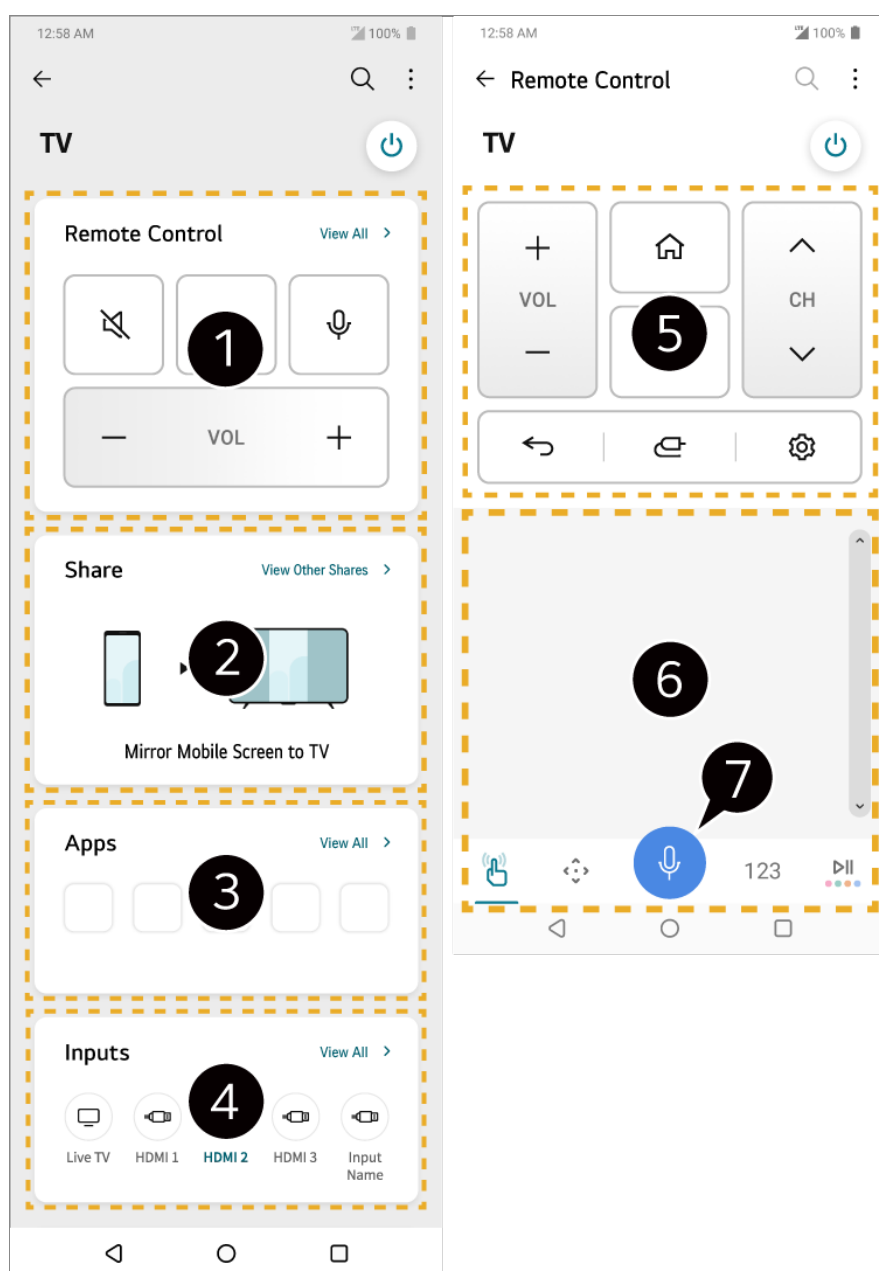 12:58 AM
LTE 100%
TV
Remote Control
View All
1
VOL
Share
View Other Shares
2
Mirror Mobile Screen to TV
Apps
View All
3
Inputs
View All
4
Live TV
HDMI 1
HDMI 2
HDMI 3
Input
Name
12:58 AM
LTE 100%
Remote Control
TV
VOL
CH
5
6
7
123